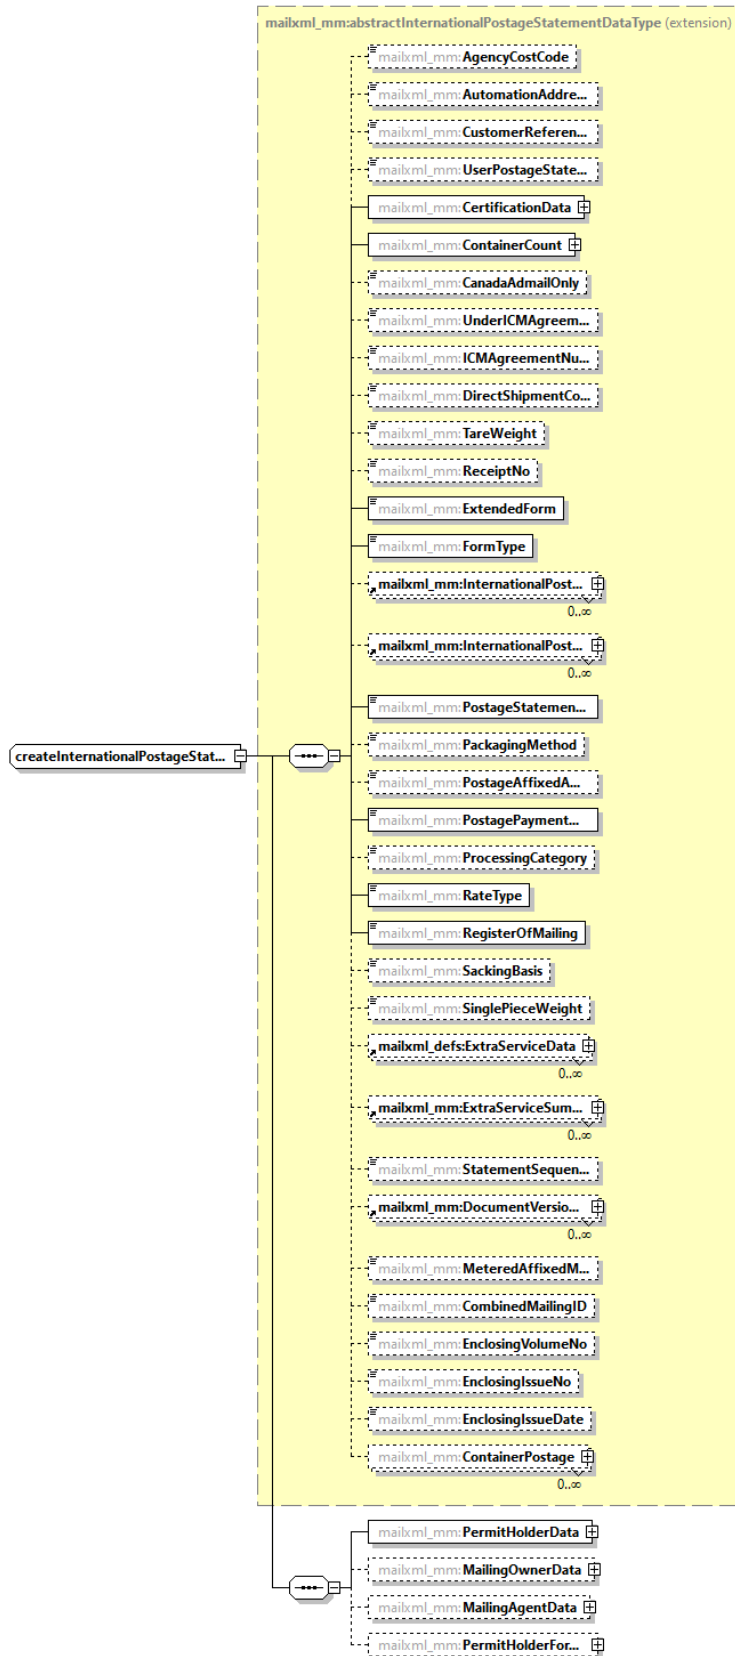 mailxml_mm:abstractInternationalPostageStatementDataType (extension)
mailxml_mm:AgencyCostCode
mailxml_mm:AutomationAddre...
mailxml_mm:CustomerReferen...
mailxml_mm:UserPostageState...
mailxml_mm:CertificationData
mailxml_mm:ContainerCount
mailxml_mm:CanadaAdmailOnly
mailxml_mm:UnderICMAgreem...
mailxml_mm:ICMAgreementNu...
mailxml_mm:DirectShipmentCo...
mailxml_mm:TareWeight
mailxml_mm:ReceiptNo
mailxml_mm:ExtendedForm
mailxml_mm:FormType
mailxml_mm:InternationalPost...
0..∞
mailxml_mm:InternationalPost...
0..∞
mailxml_mm:PostageStatemen...
createInternationalPostageStat...
mailxml_mm:PackagingMethod
mailxml_mm:PostageAffixedA...
mailxml_mm:PostagePayment...
mailxml_mm:ProcessingCategory
mailxml_mm:RateType
mailxml_mm:RegisterOfMailing
mailxml_mm:SackingBasis
mailxml_mm:SinglePieceWeight
mailxml_defs:ExtraServiceData
0..∞
mailxml_mm:ExtraServiceSum...
0..∞
mailxml_mm:StatementSequen...
mailxml_mm:DocumentVersio...
0..∞
mailxml_mm:MeteredAffixedM...
mailxml_mm:CombinedMailingID
mailxml_mm:EnclosingVolumeNo
mailxml_mm:EnclosingIssueNo
mailxml_mm:EnclosingIssueDate
mailxml_mm:ContainerPostage
0..∞
mailxml_mm:PermitHolderData
mailxml_mm:MailingOwnerData
mailxml_mm:MailingAgentData
mailxml_mm:PermitHolderFor...